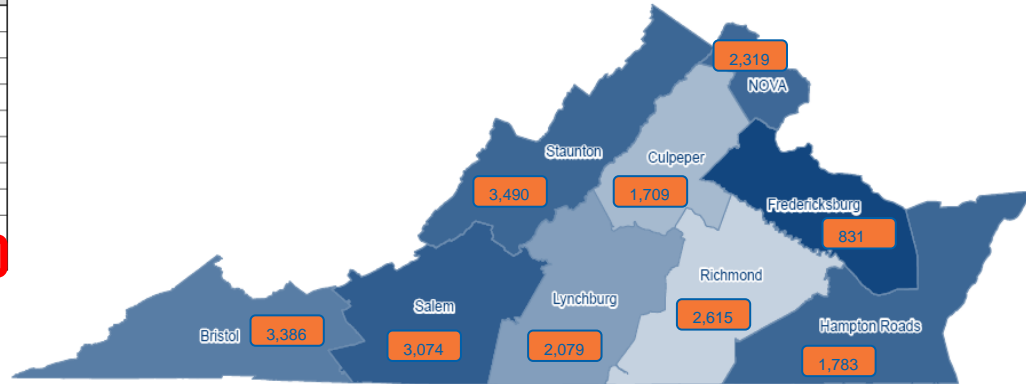 2,319
NOVA
Staunton
Culpeper
3,490
1,709
Fredericksburg
831
Richmond
Salem
Lynchburg
2,615
Hampton Roads
Bristol
3,386
3,074
2,079
1,783